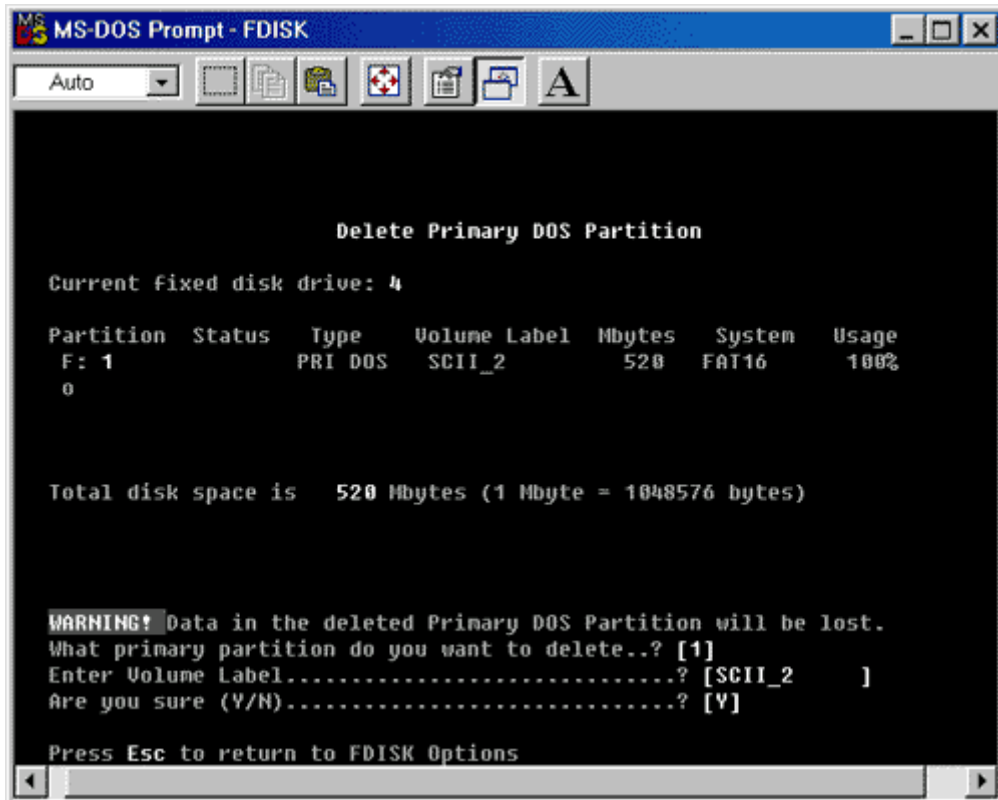 MS-DOS Prompt - FDISK
Auto
A
Delete Primary DOS Partition
Current fixed disk drive: 4
Partition  Status   Type    Volume Label  Mbytes   System   Usage
F: 1              PRI DOS   SCII_2         520   FAT16      100%
o
Total disk space is   520 Mbytes (1 Mbyte = 1048576 bytes)
WARNING! Data in the deleted Primary DOS Partition will be lost.
What primary partition do you want to delete..? [1]
Enter Volume Label..............................? [SCII_2     ]
Are you sure (Y/N)..............................? [Y]
Press Esc to return to FDISK Options